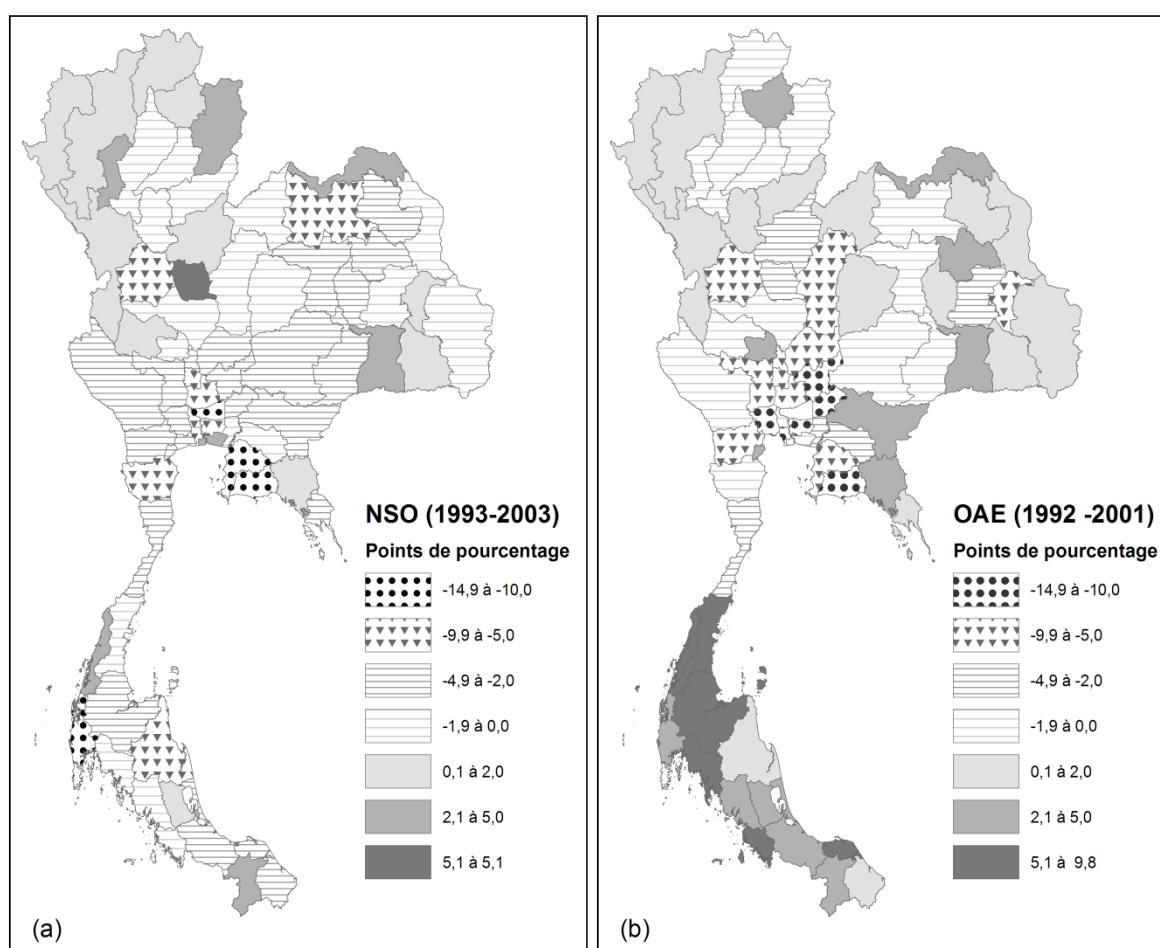 NSO (1993-2003)
Points de pourcentage
-14,9 à -10,0
-9,9 à -5,0
-4,9 à -2,0
-1,9 à 0,0
0,1 à 2,0
2,1 à 5,0
5,1 à 5,1
(a)
OAE (1992 -2001)
Points de pourcentage
-14,9 à -10,0
-9,9 à -5,0
-4,9 à -2,0
-1,9 à 0,0
0,1 à 2,0
2,1 à 5,0
5,1 à 9,8
(b)